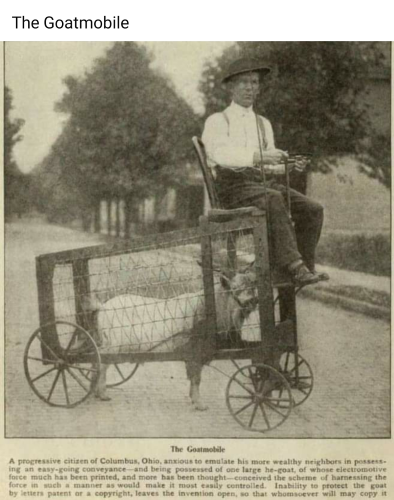 The Goatmobile
The Goatmobile
A progressive citizen of Columbus, Ohio, anxious to emulate his more wealthy neighbors in possess-
ing an easy-going conveyance—and being possessed of one large he-goat, of whose electromotive
force much has been printed, and more has been thought—conceived the scheme of harnessing the
force in such a manner as would make it most easily controlled. Inability to protect the goat
by letters patent or a copyright, leaves the invention open, so that whomsoever will may copy it